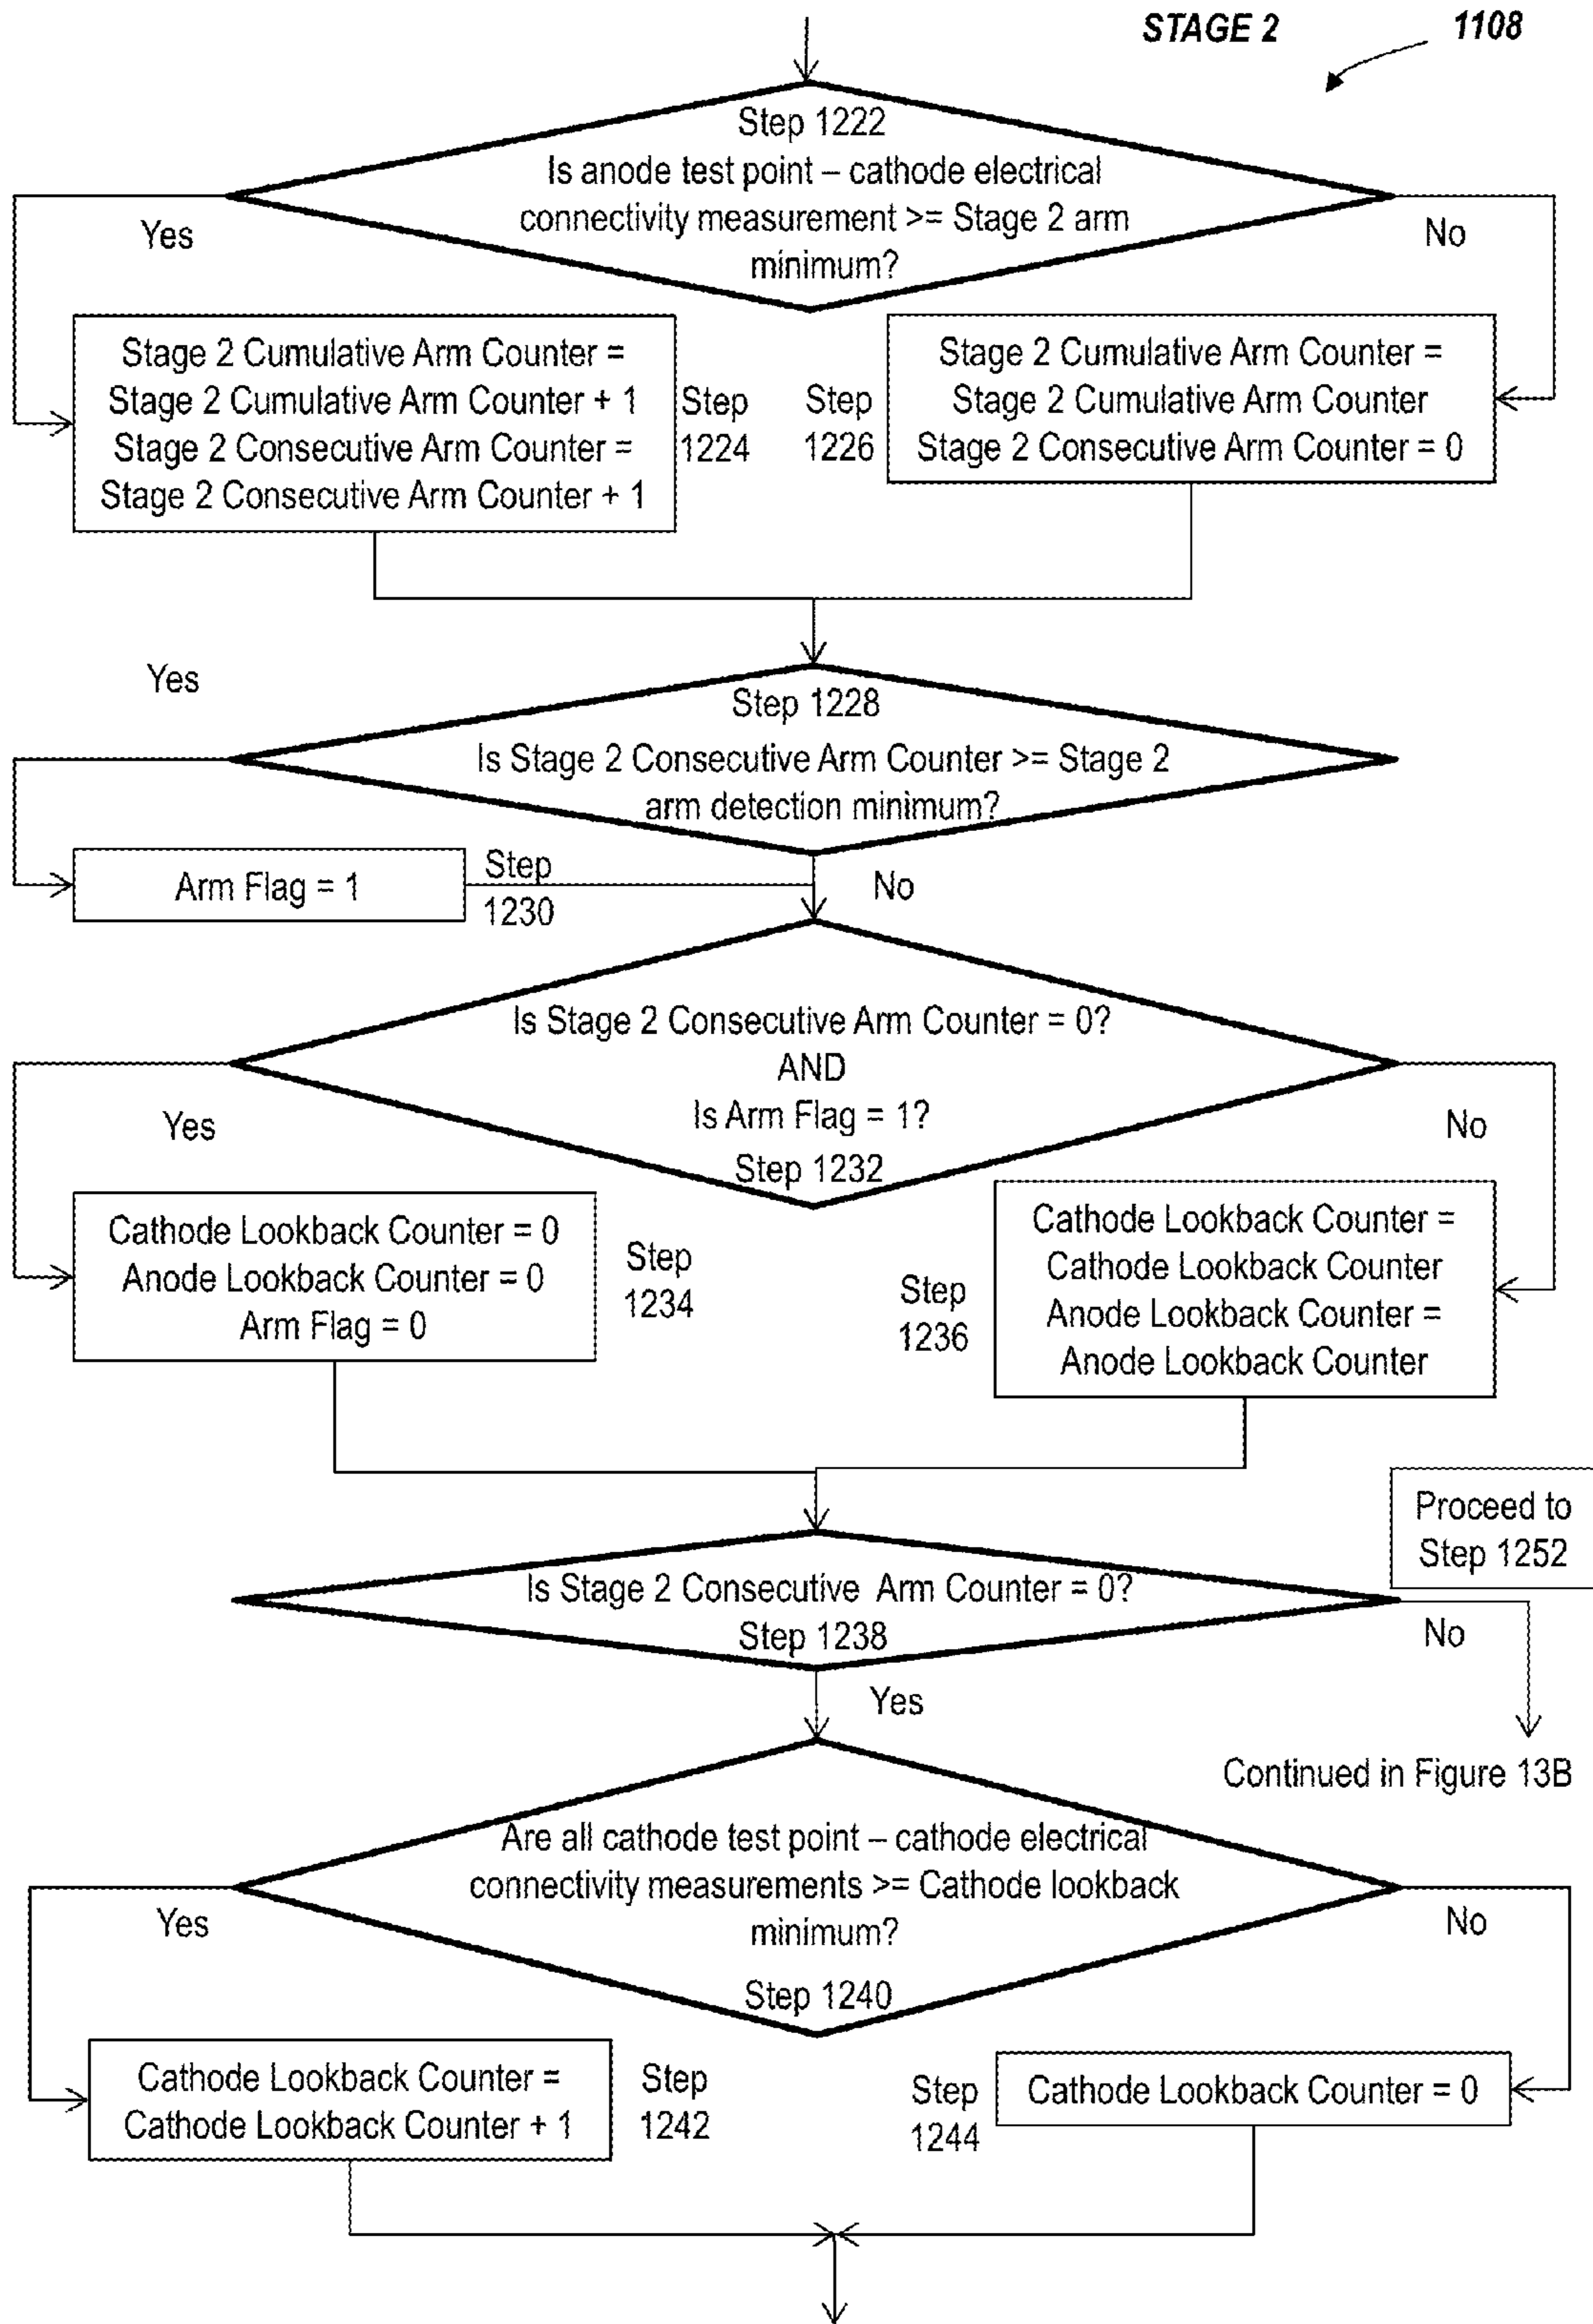 STAGE 2
1108
Step 1222
Is anode test point – cathode electrical
connectivity measurement >= Stage 2 arm
minimum?
Yes
No
Stage 2 Cumulative Arm Counter =
Stage 2 Cumulative Arm Counter + 1
Stage 2 Consecutive Arm Counter =
Stage 2 Consecutive Arm Counter + 1
Step
1224
Step
1226
Stage 2 Cumulative Arm Counter =
Stage 2 Cumulative Arm Counter
Stage 2 Consecutive Arm Counter = 0
Yes
Step 1228
Is Stage 2 Consecutive Arm Counter >= Stage 2
arm detection minimum?
Arm Flag = 1
Step
1230
No
Is Stage 2 Consecutive Arm Counter = 0?
AND
Is Arm Flag = 1?
Step 1232
Yes
No
Cathode Lookback Counter = 0
Anode Lookback Counter = 0
Arm Flag = 0
Step
1234
Step
1236
Cathode Lookback Counter =
Cathode Lookback Counter
Anode Lookback Counter =
Anode Lookback Counter
Proceed to
Step 1252
Is Stage 2 Consecutive Arm Counter = 0?
Step 1238
No
Yes
Continued in Figure 13B
Are all cathode test point – cathode electrical
connectivity measurements >= Cathode lookback
minimum?
Step 1240
Yes
No
Cathode Lookback Counter =
Cathode Lookback Counter + 1
Step
1242
Step
1244
Cathode Lookback Counter = 0